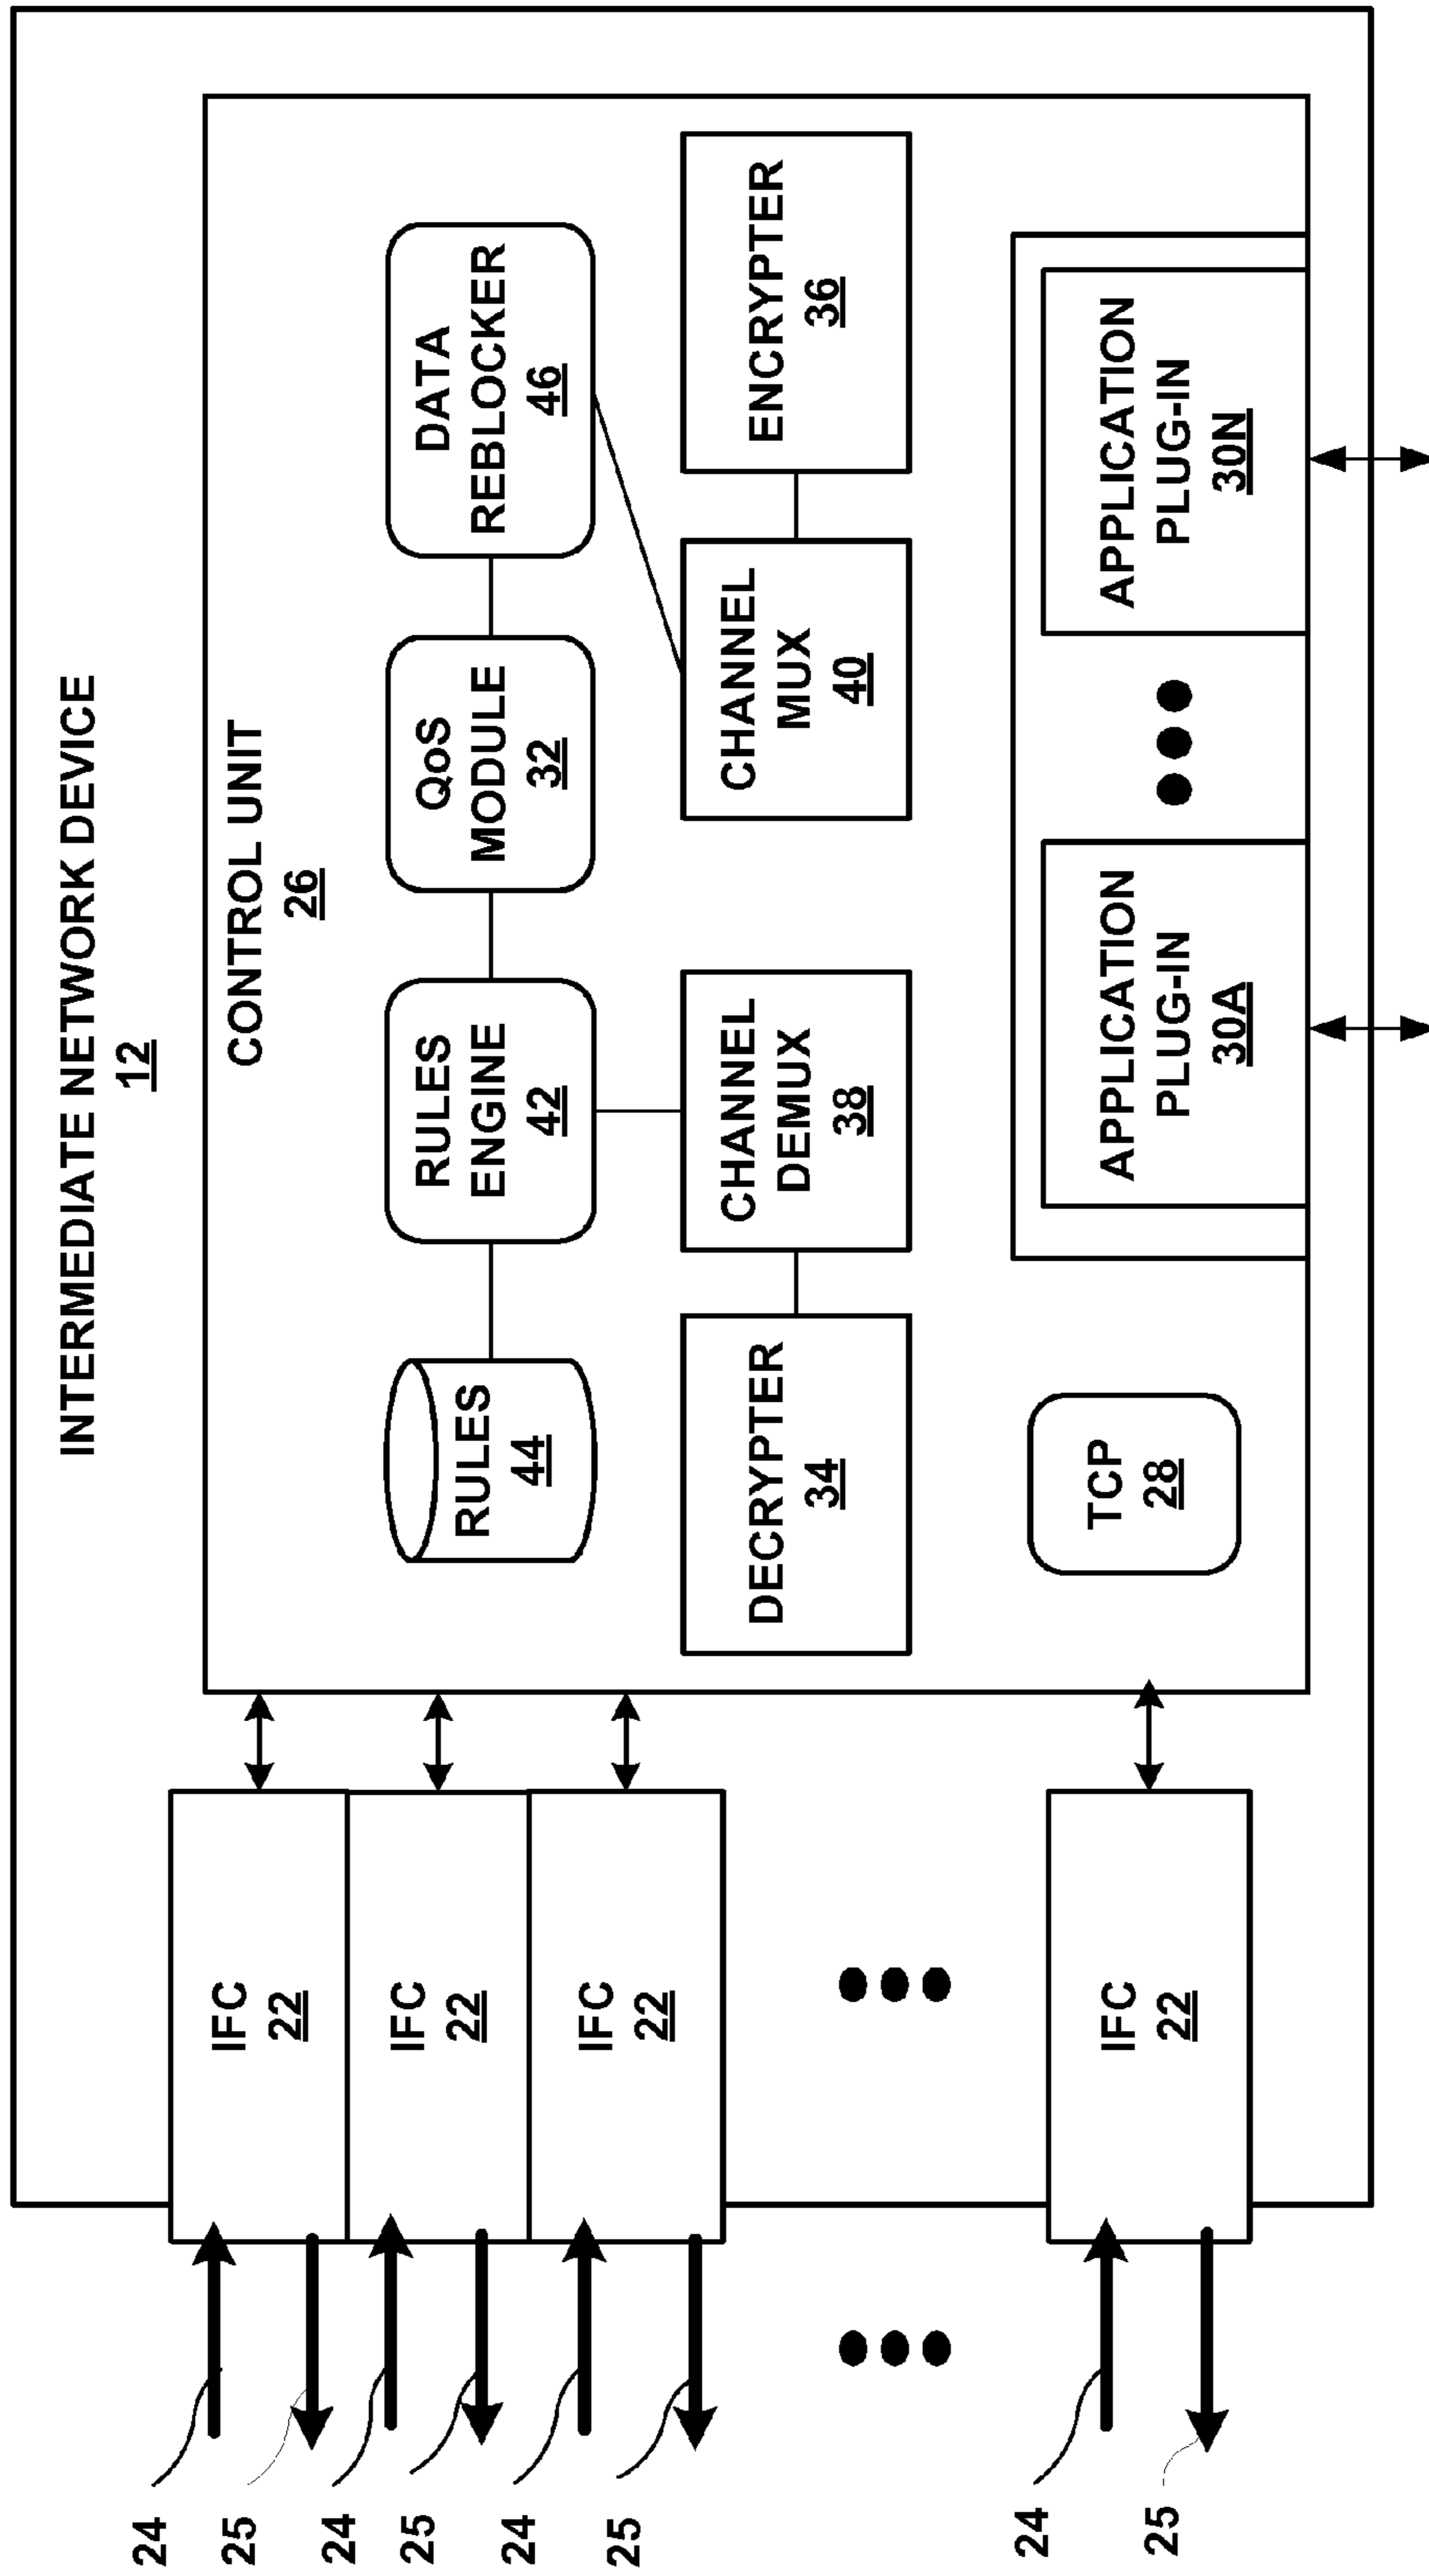 INTERMEDIATE NETWORK DEVICE
12
CONTROL UNIT
26
RULES
44
RULES
ENGINE
42
QoS
MODULE
32
DATA
REBLOCKER
46
DECRYPTER
34
CHANNEL
DEMUX
38
CHANNEL
MUX
40
ENCRYPTER
36
TCP
28
APPLICATION
PLUG-IN
30A
APPLICATION
PLUG-IN
30N
IFC
22
IFC
22
IFC
22
IFC
22
24
25
24
25
24
25
24
25